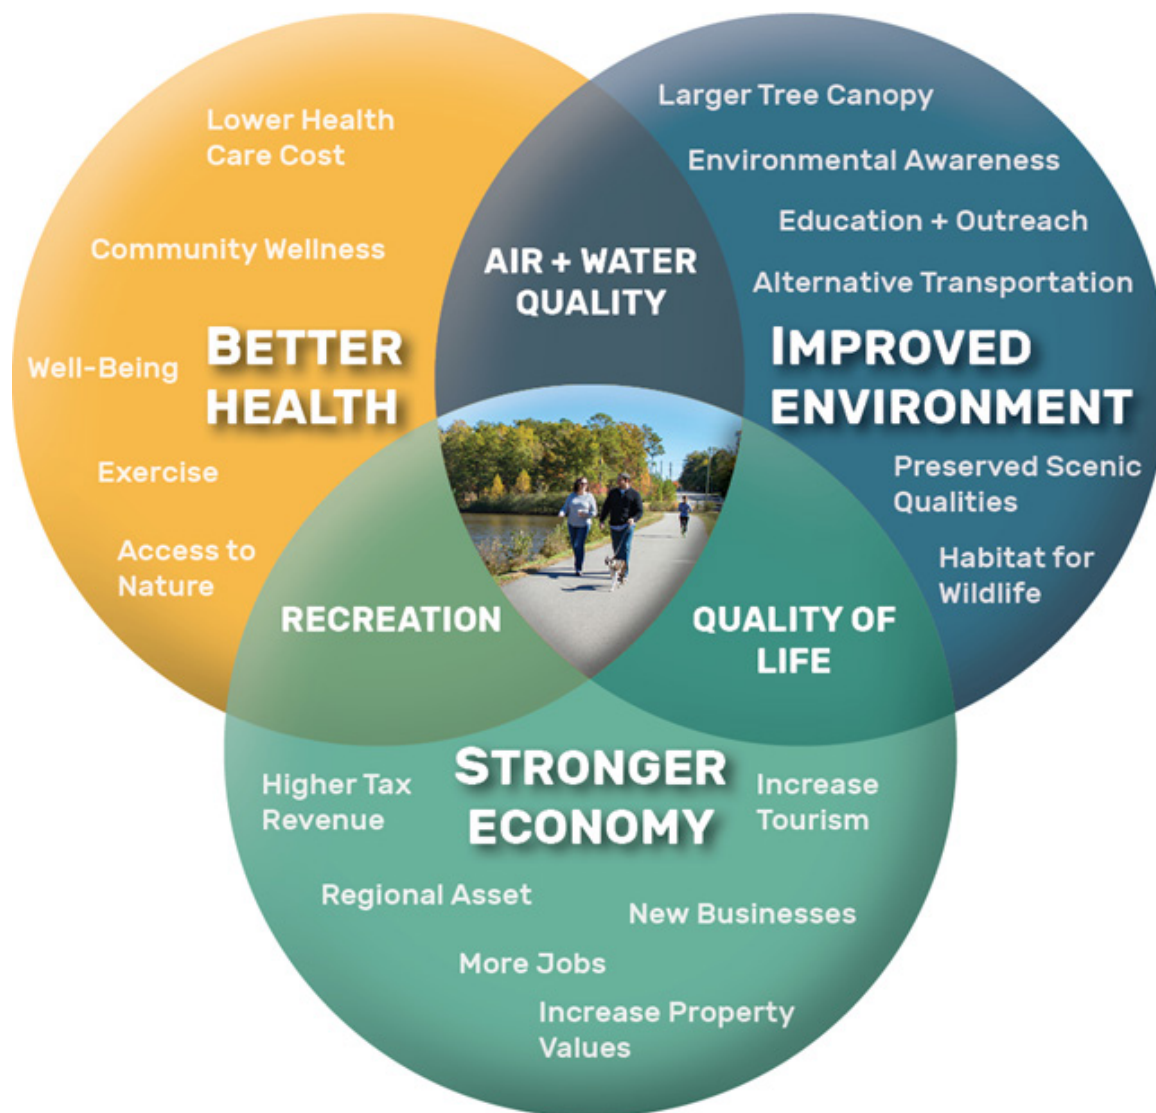 Lower Health
Care Cost
Community Wellness
Well-Being
BETTER
HEALTH
Exercise
Access to
Nature
AIR + WATER
QUALITY
Larger Tree Canopy
Environmental Awareness
Education + Outreach
Alternative Transportation
IMPROVED
ENVIRONMENT
Preserved Scenic
Qualities
Habitat for
Wildlife
RECREATION
QUALITY OF
LIFE
STRONGER
ECONOMY
Higher Tax
Revenue
Increase
Tourism
Regional Asset
New Businesses
More Jobs
Increase Property
Values